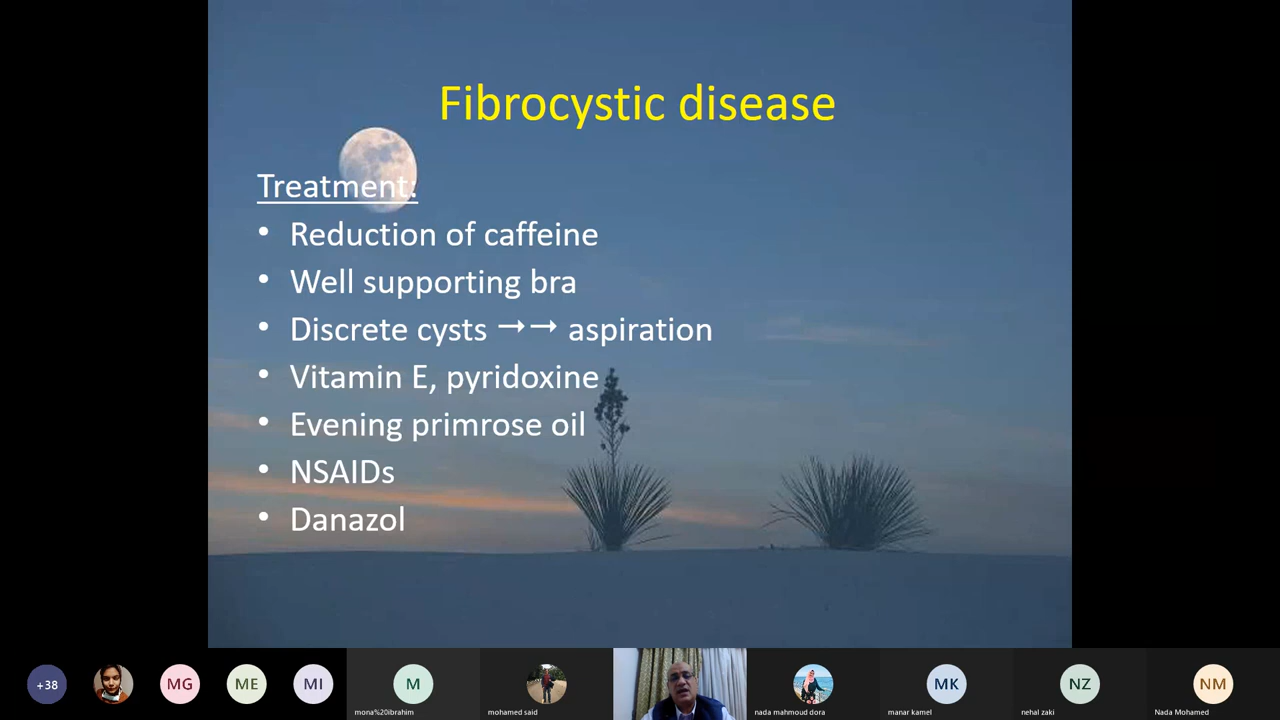 Fibrocystic disease
Treatment:
• Reduction of caffeine
• Well supporting bra
• Discrete cysts →→ aspiration
• Vitamin E, pyridoxine
• Evening primrose oil
• NSAIDs
• Danazol
+38
MG
ME
MI
M
MK
NZ
NM
mona%20ibrahim
mohamed said
nada mahmoud dora
manar kamel
nehal zaki
Nada Mohamed